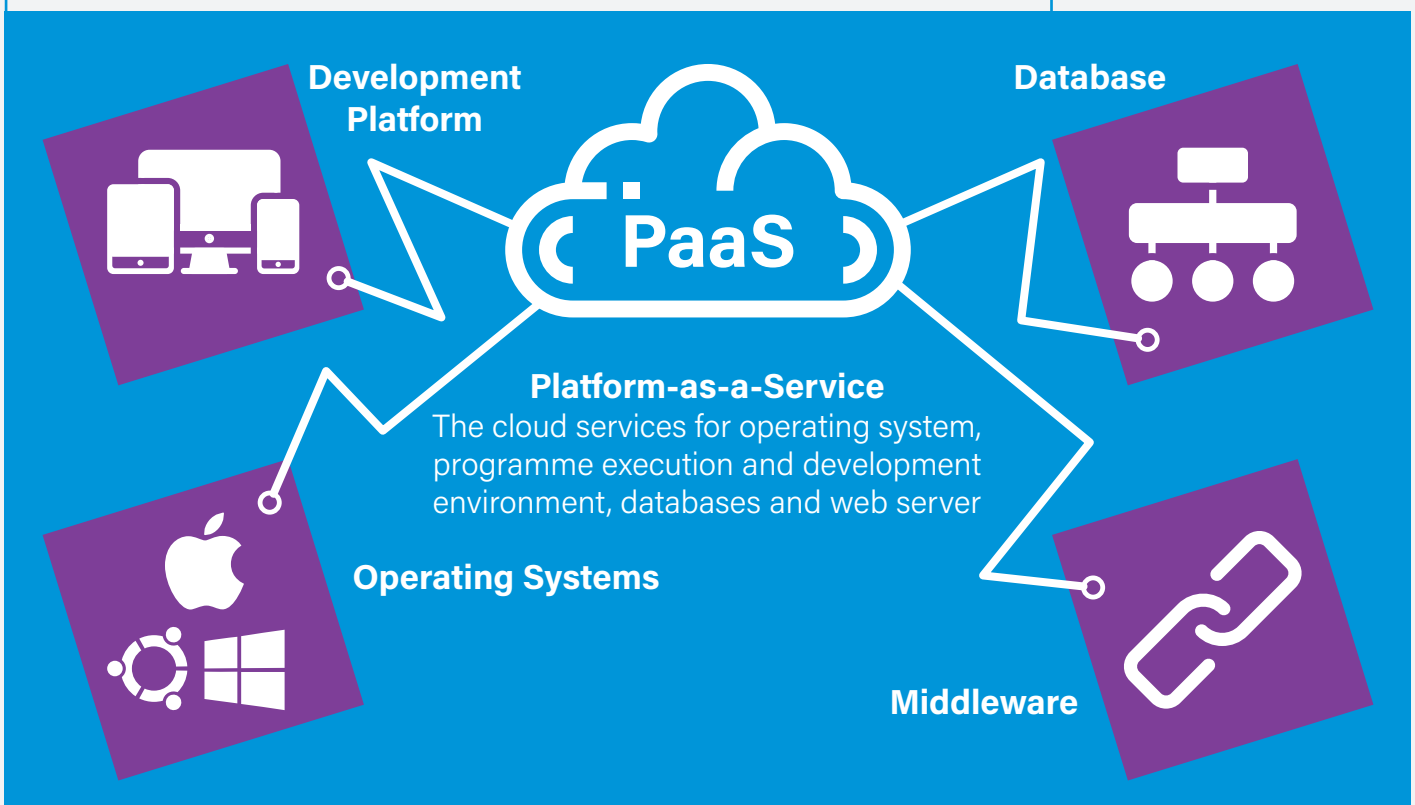 Development
Platform
Database
PaaS
Platform-as-a-Service
The cloud services for operating system,
programme execution and development
environment, databases and web server
Operating Systems
Middleware